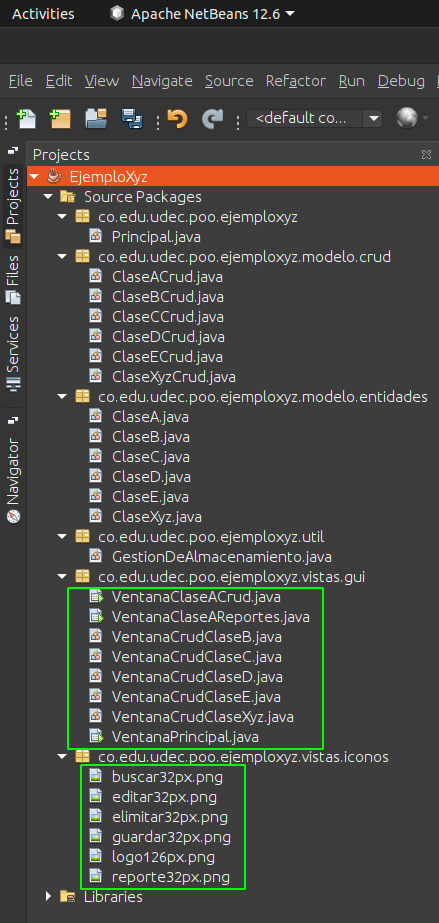 Activities
Apache NetBeans 12.6
File Edit View Navigate Source Refactor Run Debug
<default co...
Projects
Projects
Files
Services
Navigator
EjemploXyz
Source Packages
co.edu.udec.poo.ejemploxyz
Principal.java
co.edu.udec.poo.ejemploxyz.modelo.crud
ClaseACrud.java
ClaseBCrud.java
ClaseCCrud.java
ClaseDCrud.java
ClaseECrud.java
ClaseXyzCrud.java
co.edu.udec.poo.ejemploxyz.modelo.entidades
ClaseA.java
ClaseB.java
ClaseC.java
ClaseD.java
ClaseE.java
ClaseXyz.java
co.edu.udec.poo.ejemploxyz.util
GestionDeAlmacenamiento.java
co.edu.udec.poo.ejemploxyz.vistas.gui
VentanaClaseACrud.java
VentanaClaseAReportes.java
VentanaCrudClaseB.java
VentanaCrudClaseC.java
VentanaCrudClaseD.java
VentanaCrudClaseE.java
VentanaCrudClaseXyz.java
VentanaPrincipal.java
co.edu.udec.poo.ejemploxyz.vistas.iconos
buscar32px.png
editar32px.png
elimitar32px.png
guardar32px.png
logo126px.png
reporte32px.png
Libraries